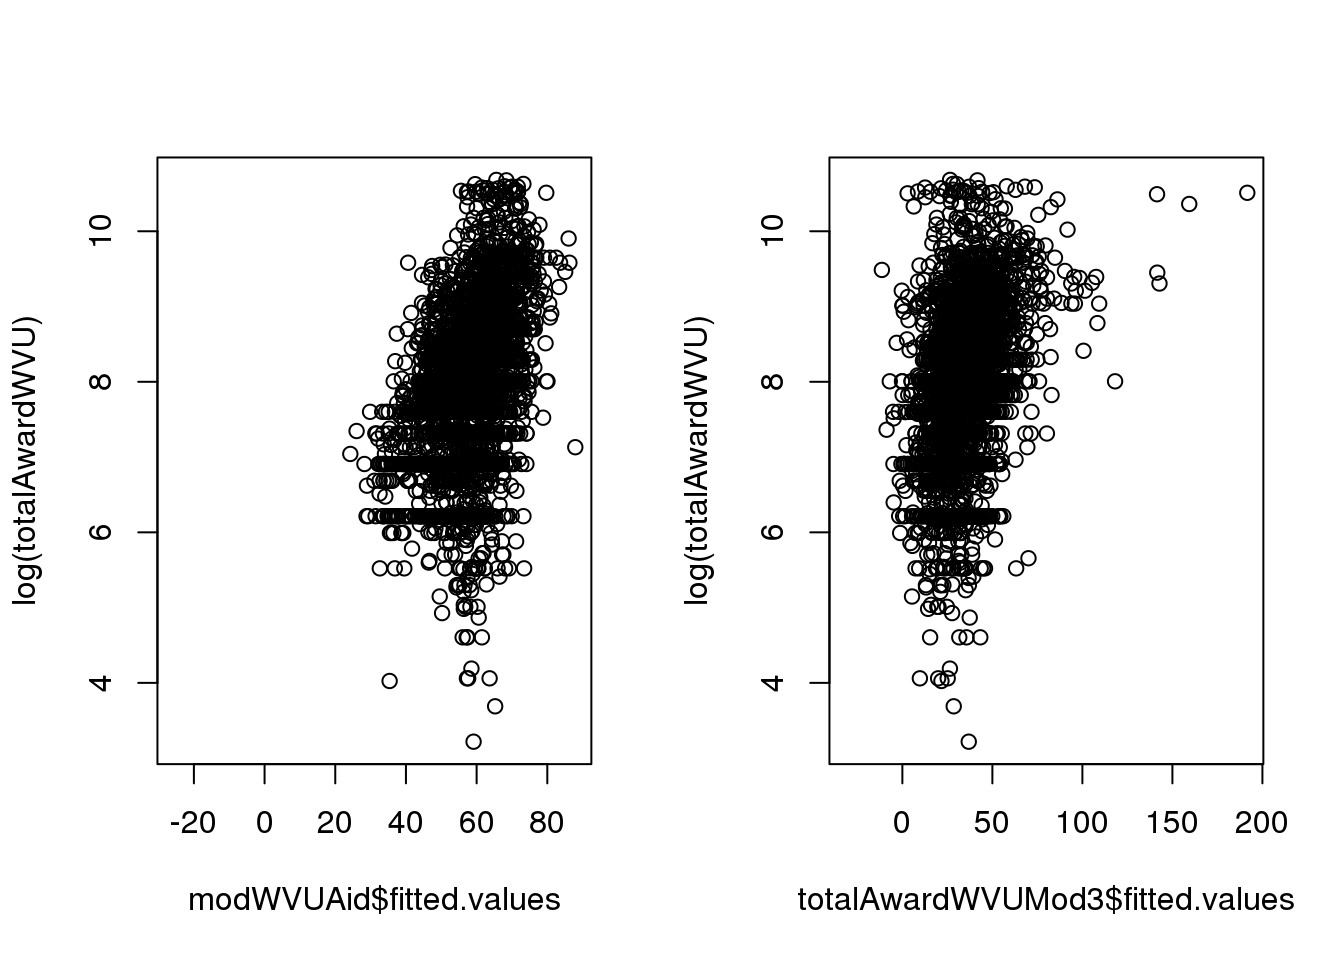 log(totalAwardWVU)
10
8
6
4
-20 0 20 40 60 80
modWVUAid$fitted.values
log(totalAwardWVU)
10
8
6
4
0 50 100 150 200
totalAwardWVUMod3$fitted.values